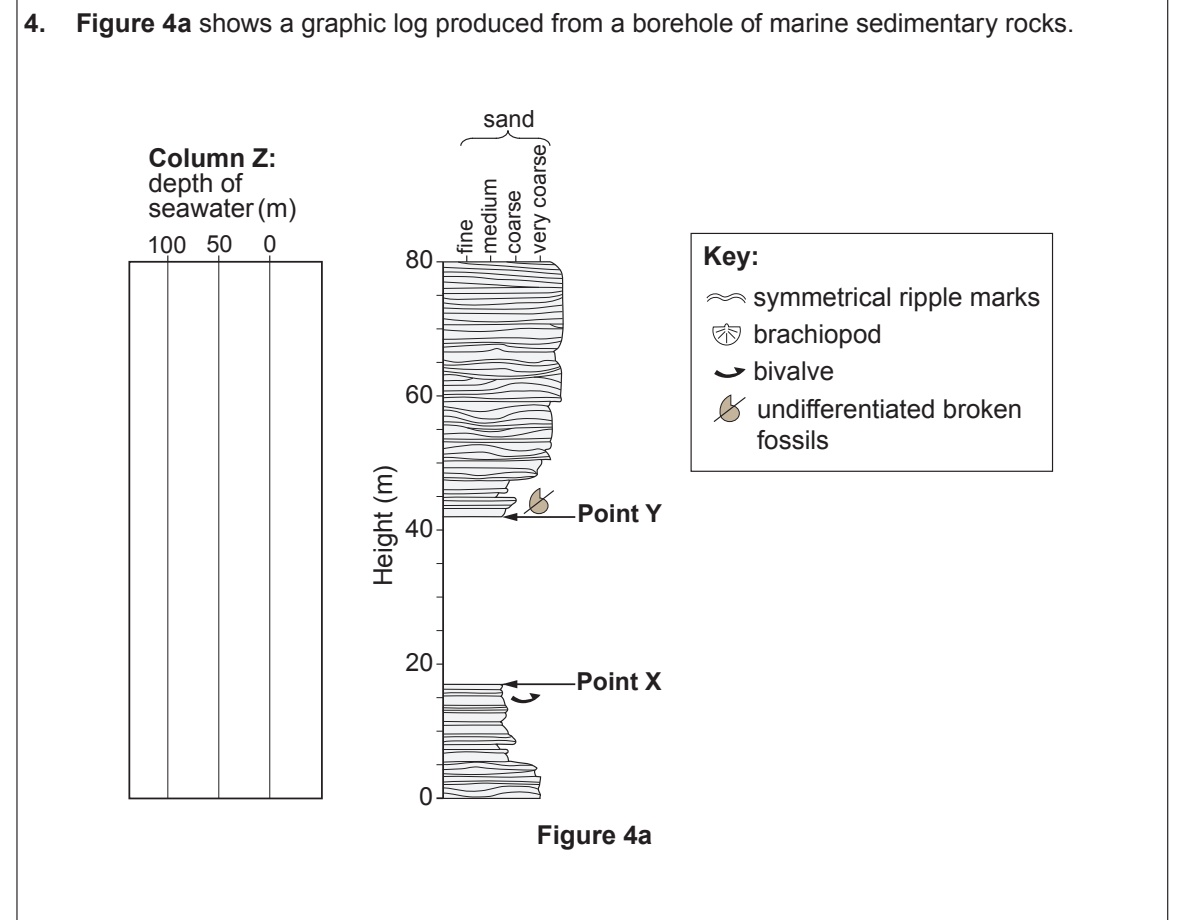 4. Figure 4a shows a graphic log produced from a borehole of marine sedimentary rocks.
sand
Column Z:
depth of
seawater (m)
100 50 0
fine
medium
coarse
very coarse
80
60
40
20
0
Height (m)
Point Y
Point X
Key:
symmetrical ripple marks
brachiopod
bivalve
undifferentiated broken
fossils
Figure 4a